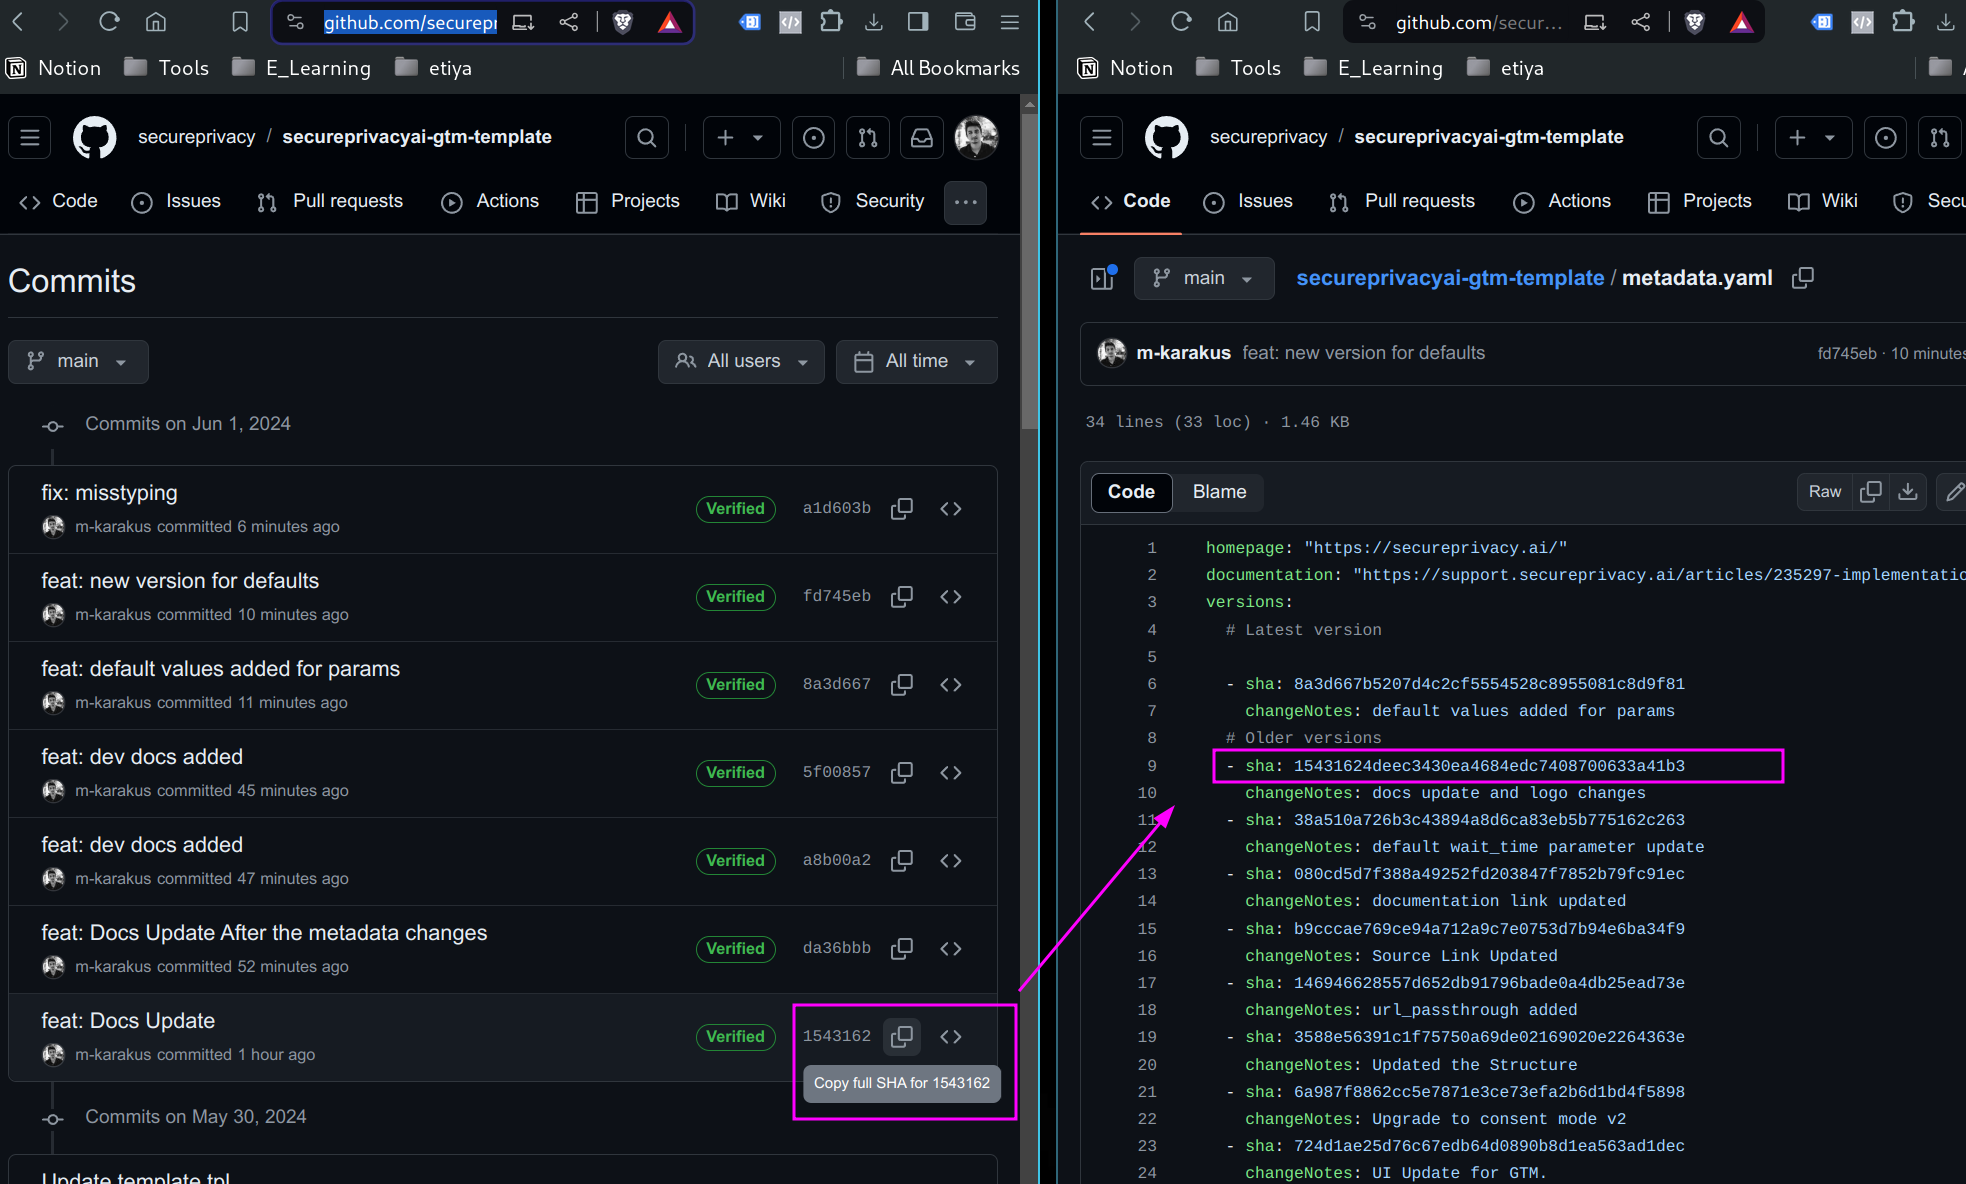 github.com/securepr
Notion
Tools
E_Learning
etiya
All Bookmarks
secureprivacy / secureprivacyai-gtm-template
Code
Issues
Pull requests
Actions
Projects
Wiki
Security
Commits
main
All users
All time
Commits on Jun 1, 2024
fix: misstyping
m-karakus committed 6 minutes ago
Verified
a1d603b
feat: new version for defaults
m-karakus committed 10 minutes ago
Verified
fd745eb
feat: default values added for params
m-karakus committed 11 minutes ago
Verified
8a3d667
feat: dev docs added
m-karakus committed 45 minutes ago
Verified
5f00857
feat: dev docs added
m-karakus committed 47 minutes ago
Verified
a8b00a2
feat: Docs Update After the metadata changes
m-karakus committed 52 minutes ago
Verified
da36bbb
feat: Docs Update
m-karakus committed 1 hour ago
Verified
1543162
Copy full SHA for 1543162
Commits on May 30, 2024
Update template.tpl
github.com/secur...
Notion
Tools
E_Learning
etiya
secureprivacy / secureprivacyai-gtm-template
Code
Issues
Pull requests
Actions
Projects
Wiki
Secu
main
secureprivacyai-gtm-template / metadata.yaml
m-karakus feat: new version for defaults
fd745eb · 10 minutes
34 lines (33 loc) · 1.46 KB
Code
Blame
Raw
1 homepage: "https://secureprivacy.ai/"
2 documentation: "https://support.secureprivacy.ai/articles/235297-implementatio
3 versions:
4 # Latest version
5
6 - sha: 8a3d667b5207d4c2cf5554528c8955081c8d9f81
7 changeNotes: default values added for params
8 # Older versions
9 - sha: 15431624deec3430ea4684edc7408700633a41b3
10 changeNotes: docs update and logo changes
11 - sha: 38a510a726b3c43894a8d6ca83eb5b775162c263
12 changeNotes: default wait_time parameter update
13 - sha: 080cd5d7f388a49252fd203847f7852b79fc91ec
14 changeNotes: documentation link updated
15 - sha: b9cccae769ce94a712a9c7e0753d7b94e6ba34f9
16 changeNotes: Source Link Updated
17 - sha: 146946628557d652db91796bade0a4db25ead73e
18 changeNotes: url_passthrough added
19 - sha: 3588e56391c1f75750a69de02169020e2264363e
20 changeNotes: Updated the Structure
21 - sha: 6a987f8862cc5e7871e3ce73efa2b6d1bd4f5898
22 changeNotes: Upgrade to consent mode v2
23 - sha: 724d1ae25d76c67edb64d0890b8d1ea563ad1dec
24 changeNotes: UI Update for GTM.